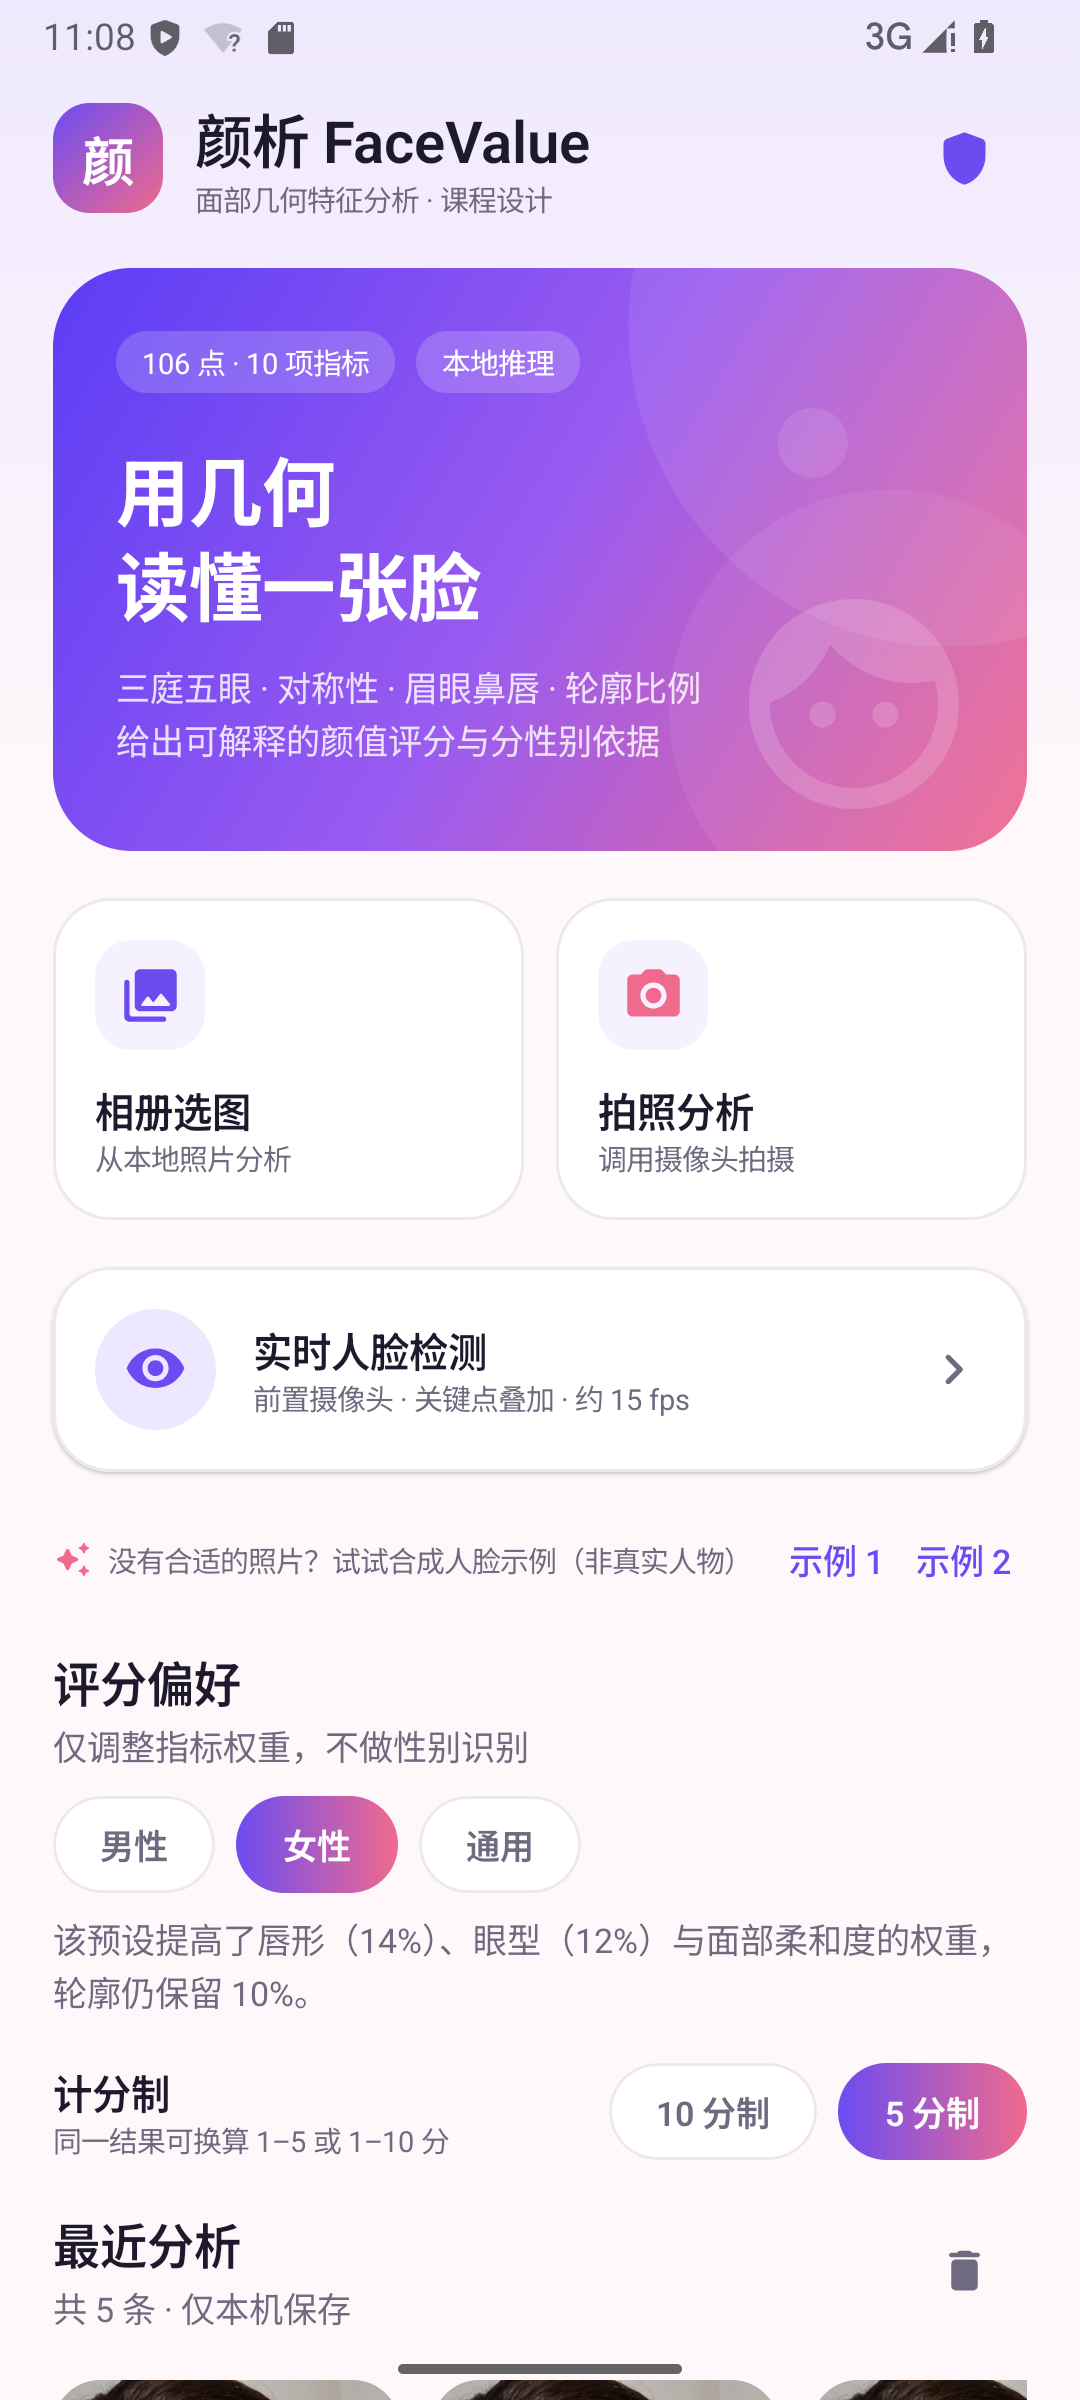 11:08
3G
颜
颜析 FaceValue
面部几何特征分析 · 课程设计
106 点 · 10 项指标
本地推理
用几何
读懂一张脸
三庭五眼 · 对称性 · 眉眼鼻唇 · 轮廓比例
给出可解释的颜值评分与分性别依据
相册选图
从本地照片分析
拍照分析
调用摄像头拍摄
实时人脸检测
前置摄像头 · 关键点叠加 · 约 15 fps
没有合适的照片？试试合成人脸示例（非真实人物）
示例 1
示例 2
评分偏好
仅调整指标权重，不做性别识别
男性
女性
通用
该预设提高了唇形（14%）、眼型（12%）与面部柔和度的权重，
轮廓仍保留 10%。
计分制
同一结果可换算 1–5 或 1–10 分
10 分制
5 分制
最近分析
共 5 条 · 仅本机保存